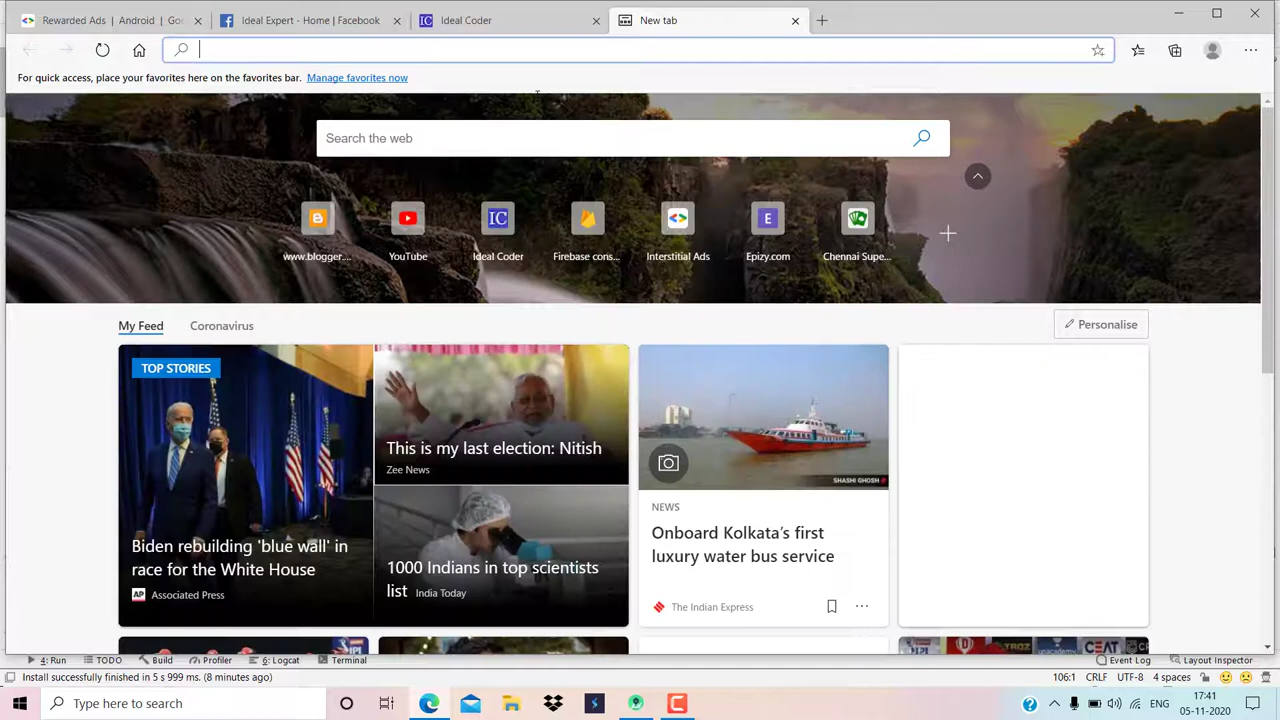 Rewarded Ads | Android | Goo
Ideal Expert - Home | Facebook
Ideal Coder
New tab
For quick access, place your favorites here on the favorites bar. Manage favorites now
Search the web
IC
E
www.blogger....
YouTube
Ideal Coder
Firebase cons...
Interstitial Ads
Epizy.com
Chennai Supe...
My Feed
Coronavirus
Personalise
TOP STORIES
Biden rebuilding 'blue wall' in
race for the White House
AP Associated Press
This is my last election: Nitish
Zee News
1000 Indians in top scientists
list India Today
SHASHI GHOSH
NEWS
Onboard Kolkata's first
luxury water bus service
The Indian Express
CEAT
4: Run
TODO
Build
Profiler
6: Logcat
Terminal
Event Log
Layout Inspector
Install successfully finished in 5 s 999 ms. (8 minutes ago)
106:1 CRLF UTF-8 4 spaces
Type here to search
ENG
17:41
05-11-2020